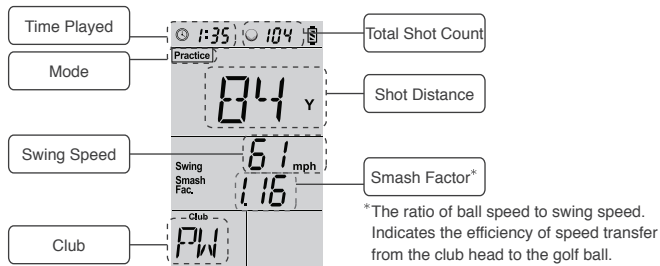 Time Played
1:35
104
Total Shot Count
Practice
Mode
84 Y
Shot Distance
Swing Speed
Swing
61 mph
Smash
Fac.
1.16
Smash Factor*
*The ratio of ball speed to swing speed.
Indicates the efficiency of speed transfer
from the club head to the golf ball.
Club
Club
PW